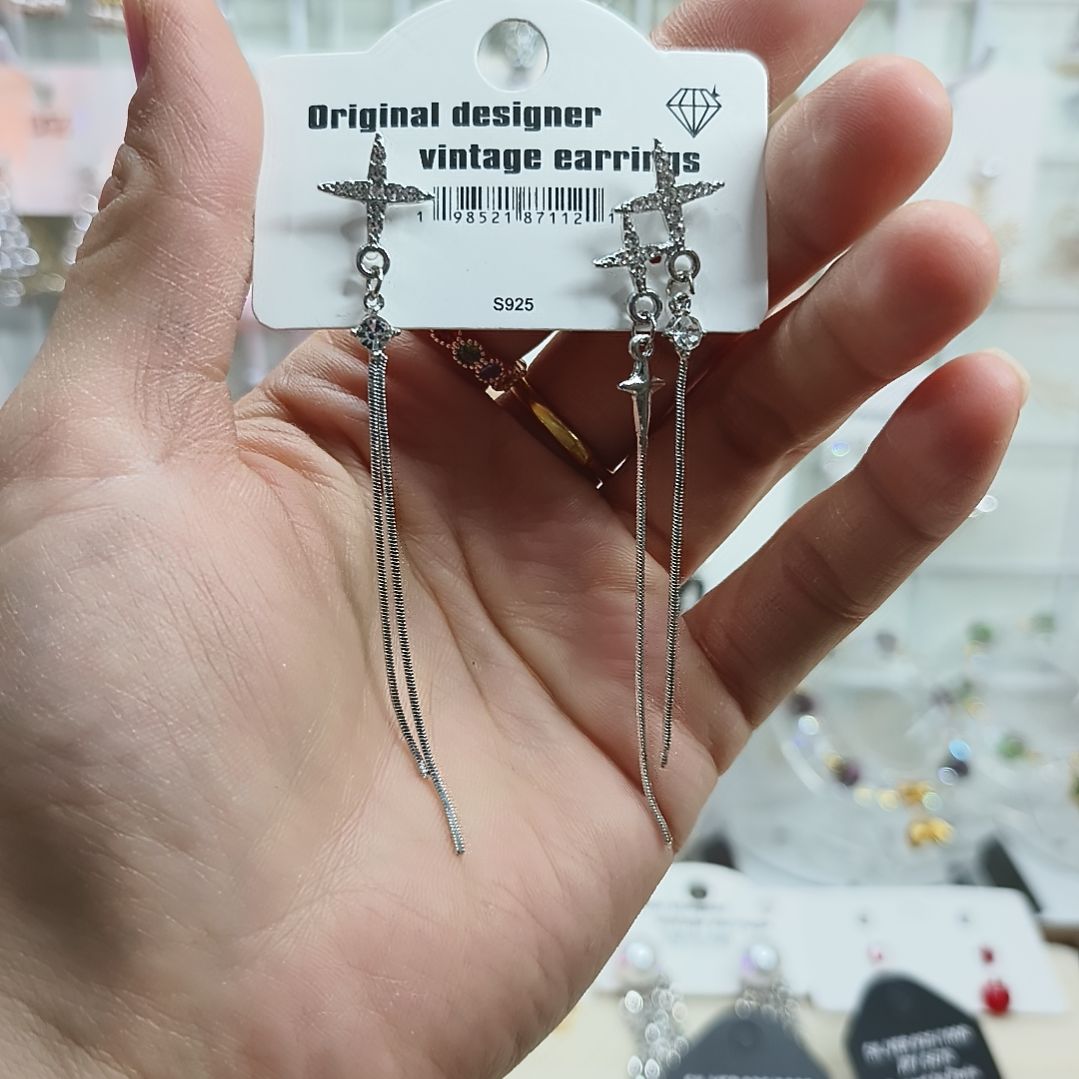 Original designer
vintage earrings
1 98521 87112 1
S925